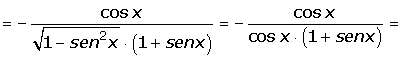 = − cos x / (√(1 − sen²x) · (1 + senx)) = − cos x / (cos x · (1 + senx)) =